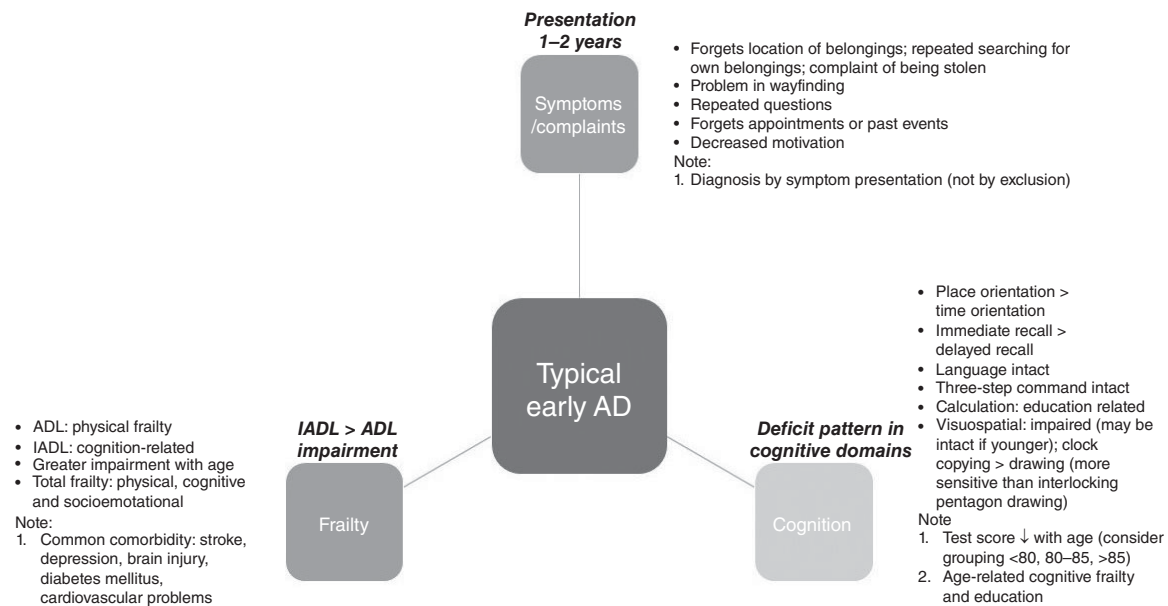 Presentation
1–2 years
Symptoms
/complaints
• Forgets location of belongings; repeated searching for
own belongings; complaint of being stolen
• Problem in wayfinding
• Repeated questions
• Forgets appointments or past events
• Decreased motivation
Note:
1. Diagnosis by symptom presentation (not by exclusion)
Typical
early AD
IADL > ADL
impairment
Frailty
• ADL: physical frailty
• IADL: cognition-related
• Greater impairment with age
• Total frailty: physical, cognitive
and socioemotational
Note:
1. Common comorbidity: stroke,
depression, brain injury,
diabetes mellitus,
cardiovascular problems
Deficit pattern in
cognitive domains
Cognition
• Place orientation >
time orientation
• Immediate recall >
delayed recall
• Language intact
• Three-step command intact
• Calculation: education related
• Visuospatial: impaired (may be
intact if younger); clock
copying > drawing (more
sensitive than interlocking
pentagon drawing)
Note
1. Test score ↓ with age (consider
grouping <80, 80–85, >85)
2. Age-related cognitive frailty
and education